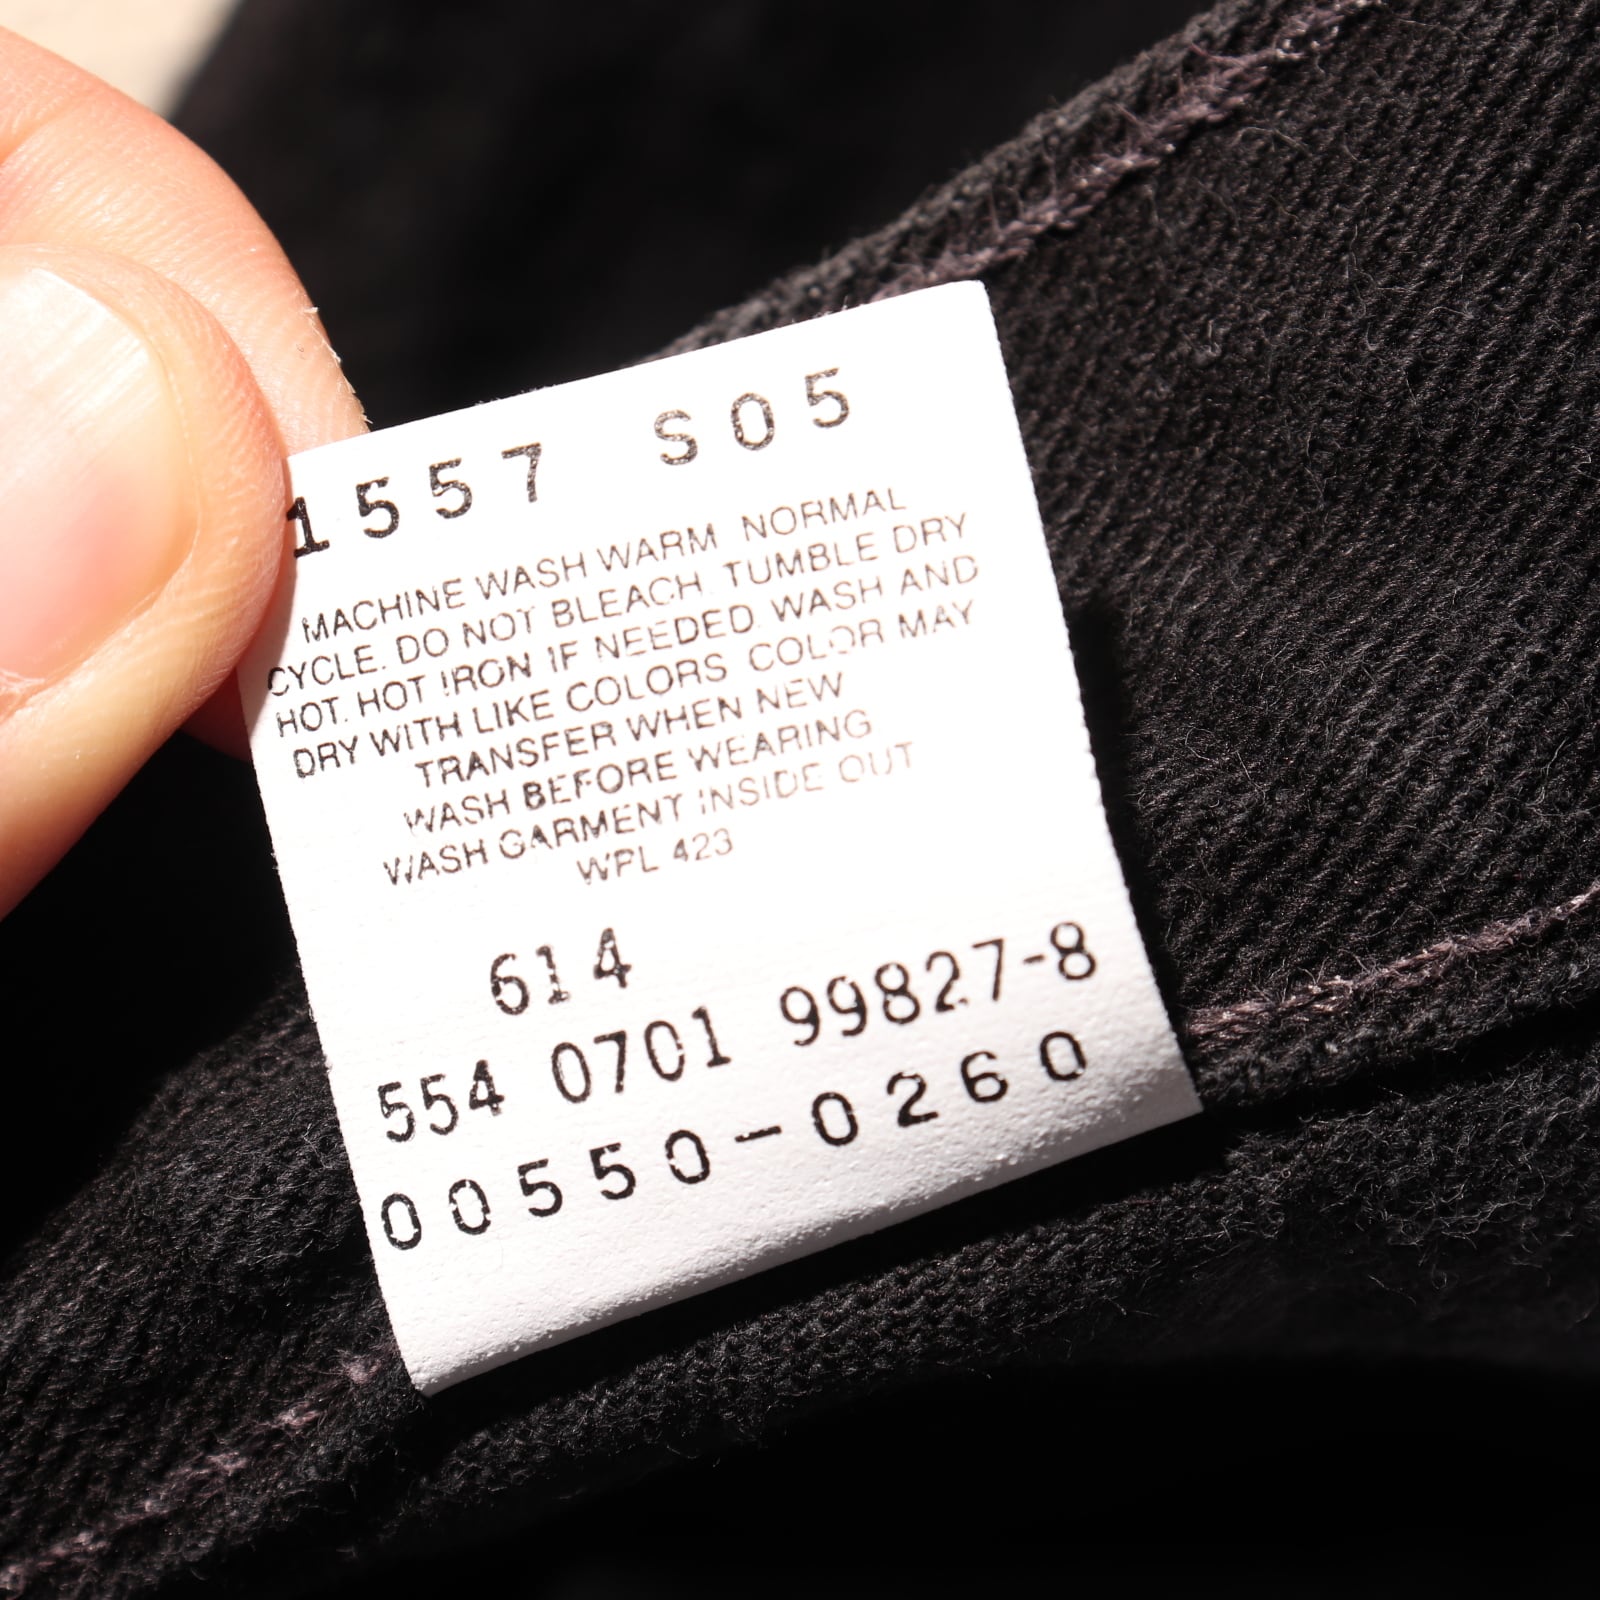 1557 S05
MACHINE WASH WARM NORMAL
CYCLE. DO NOT BLEACH. TUMBLE DRY
HOT. HOT IRON IF NEEDED. WASH AND
DRY WITH LIKE COLORS COLOR MAY
TRANSFER WHEN NEW
WASH BEFORE WEARING
WASH GARMENT INSIDE OUT
WPL 423
614
554 0701 99827-8
00550-0260